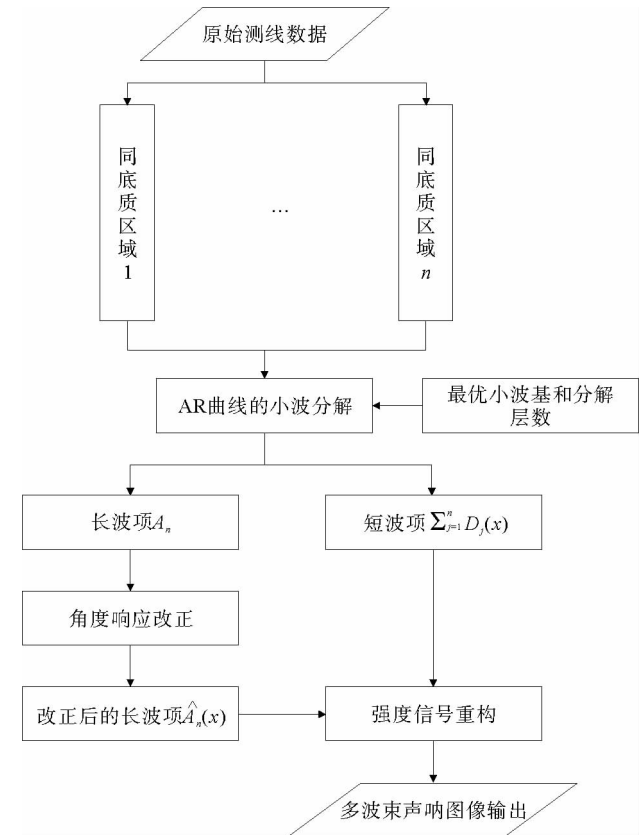 原始测线数据
同底质区域1
...
同底质区域n
AR曲线的小波分解
最优小波基和分解
层数
长波项Aₙ
短波项 ∑ⁿⱼ₌₁ Dⱼ(x)
角度响应改正
改正后的长波项Âₙ(x)
强度信号重构
多波束声呐图像输出